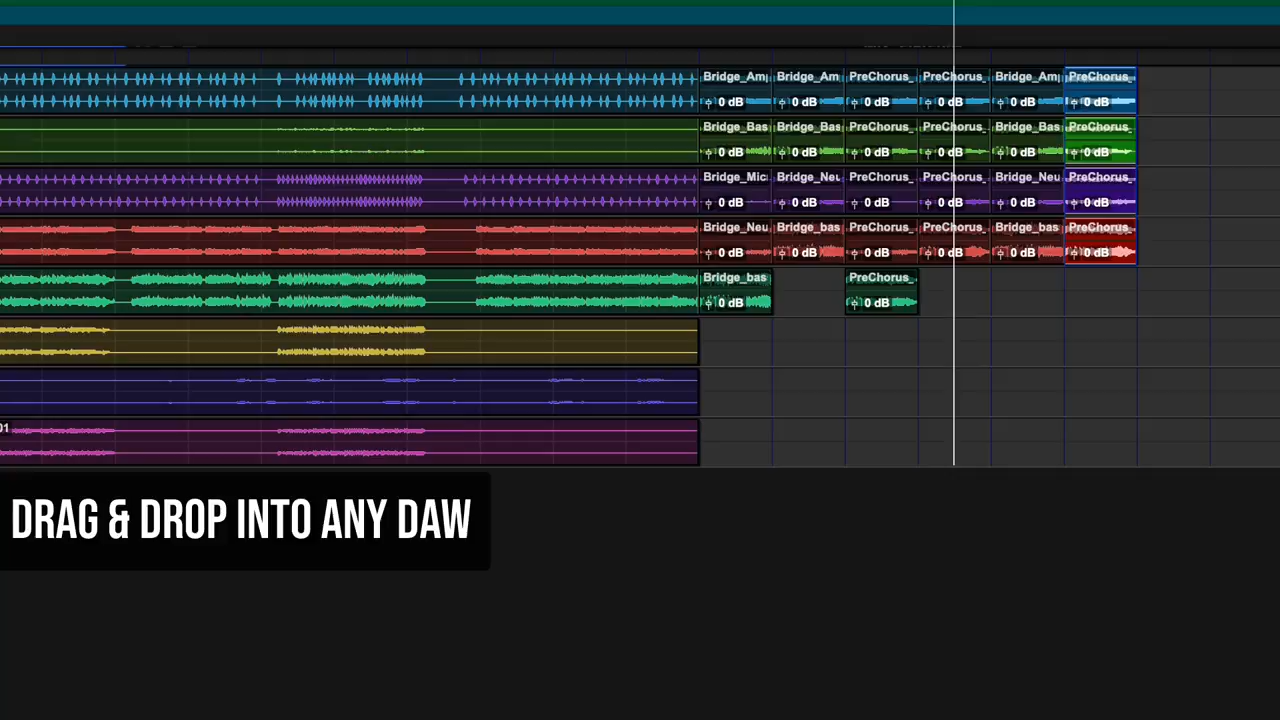 Bridge_Am Bridge_Am PreChorus_ PreChorus_ Bridge_Am PreChorus_
0 dB 0 dB 0 dB 0 dB 0 dB 0 dB
Bridge_Bas Bridge_Bas PreChorus_ PreChorus_ Bridge_Bas PreChorus_
0 dB 0 dB 0 dB 0 dB 0 dB 0 dB
Bridge_Mic Bridge_Neu PreChorus_ PreChorus_ Bridge_Neu PreChorus_
0 dB 0 dB 0 dB 0 dB 0 dB 0 dB
Bridge_Neu Bridge_bas PreChorus_ PreChorus_ Bridge_bas PreChorus_
0 dB 0 dB 0 dB 0 dB 0 dB 0 dB
Bridge_bas PreChorus_
0 dB 0 dB
01
DRAG & DROP INTO ANY DAW